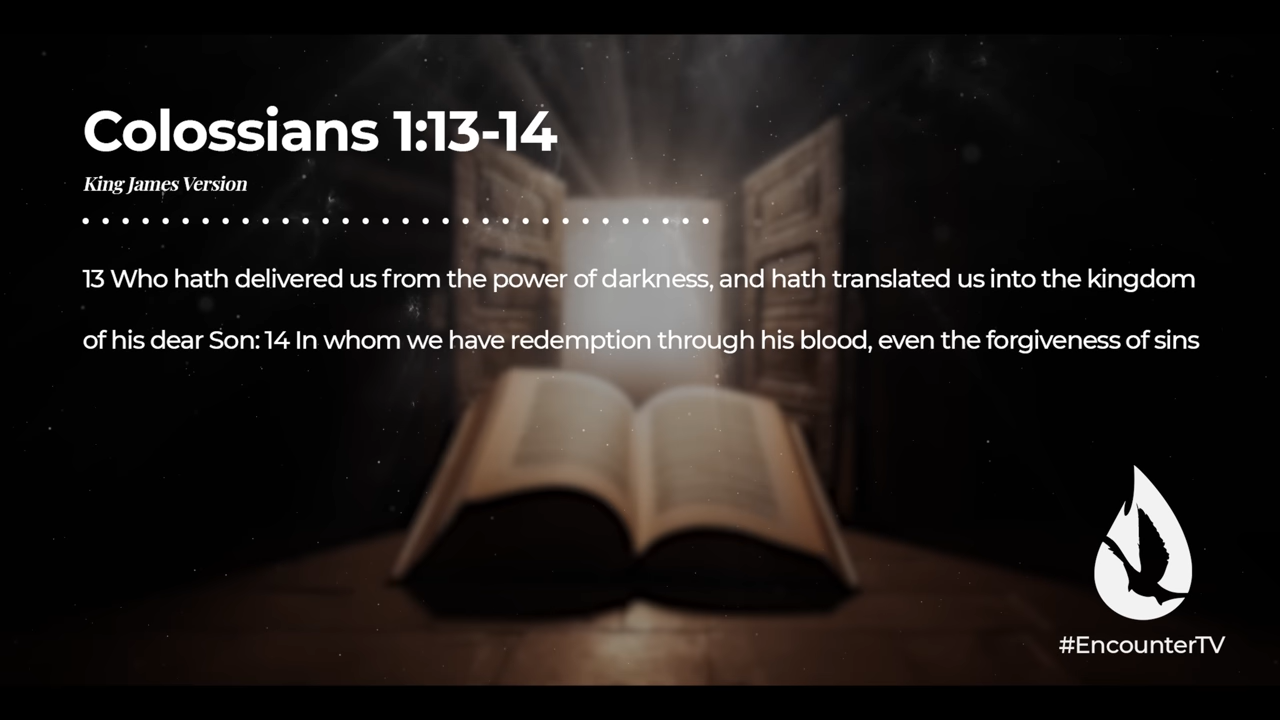 Colossians 1:13-14
King James Version
13 Who hath delivered us from the power of darkness, and hath translated us into the kingdom
of his dear Son: 14 In whom we have redemption through his blood, even the forgiveness of sins
#EncounterTV